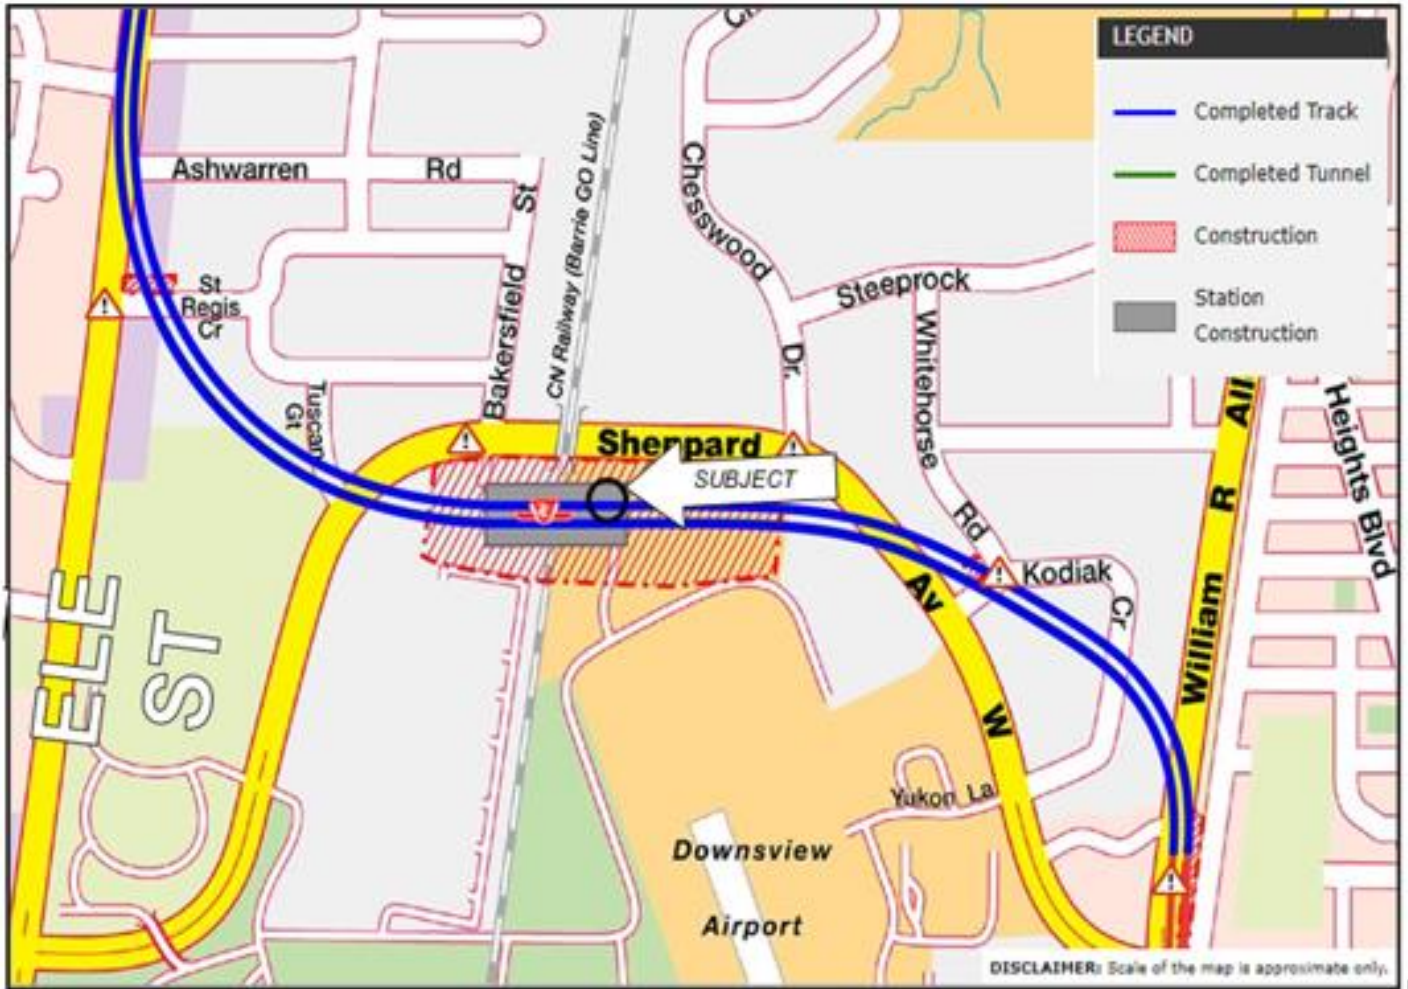 LEGEND
Completed Track
Completed Tunnel
Construction
Station
Construction
Ashwarren Rd
St
Bakersfield
CN Railway (Barrie GO Line)
Chesswood
Dr.
Steeprock
Whitehorse
Rd
St
Regis
Cr
Tuscan
Gt
Sheppard
SUBJECT
Av
W
Kodiak
Cr
William R All
Heights Blvd
ELE
ST
Yukon La
Downsview
Airport
DISCLAIMER: Scale of the map is approximate only.